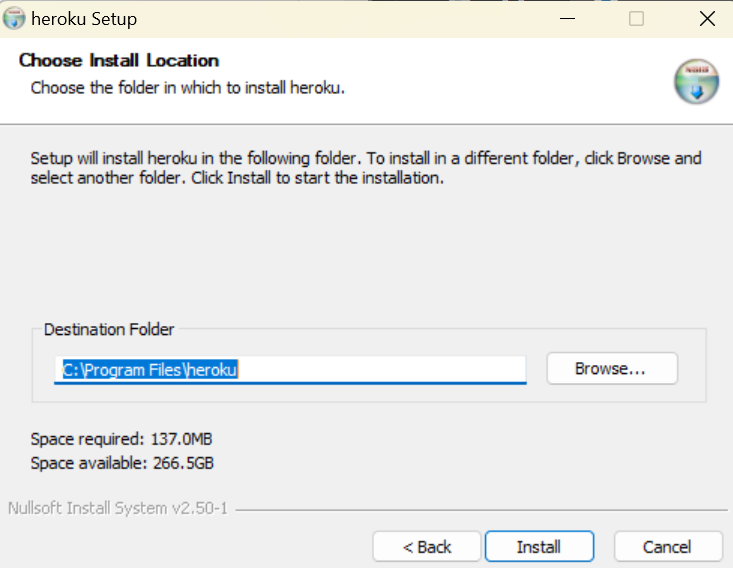 heroku Setup
Choose Install Location
Choose the folder in which to install heroku.
Setup will install heroku in the following folder. To install in a different folder, click Browse and
select another folder. Click Install to start the installation.
Destination Folder
C:\Program Files\heroku
Browse...
Space required: 137.0MB
Space available: 266.5GB
Nullsoft Install System v2.50-1
< Back
Install
Cancel